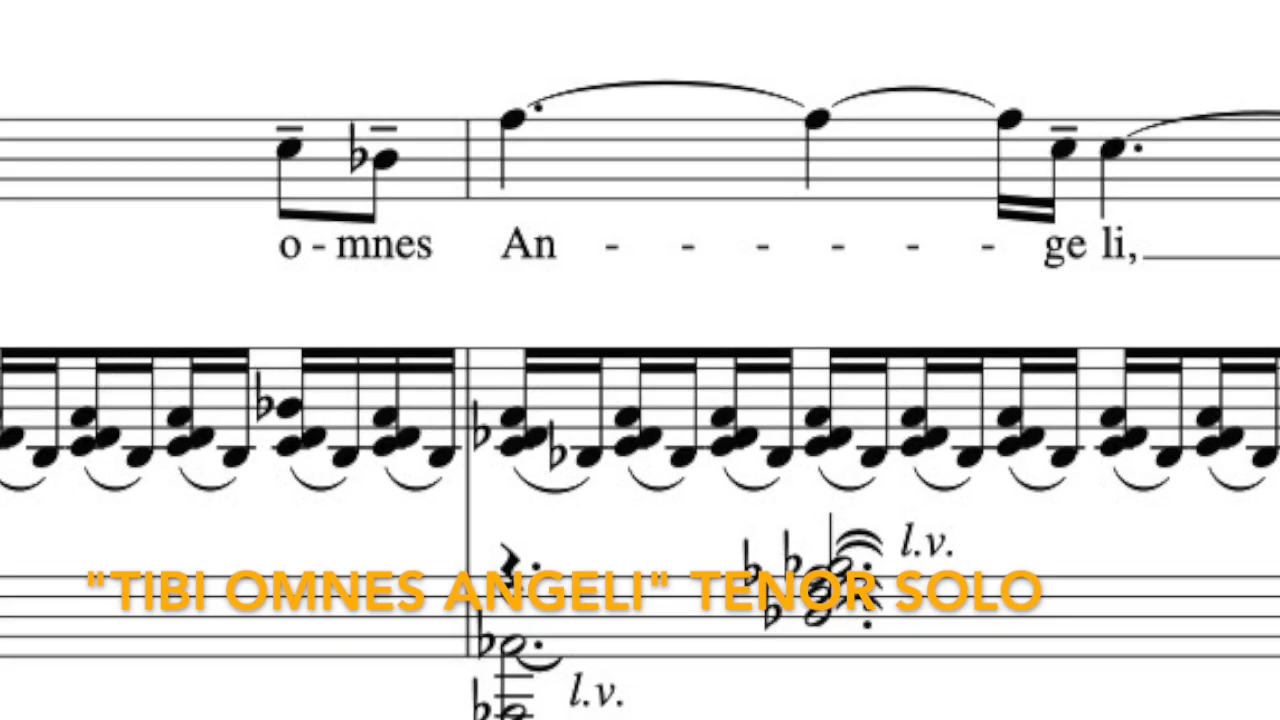 o - mnes An - - - - - - ge li,
l.v.
"TIBI OMNES ANGELI" TENOR SOLO
l.v.